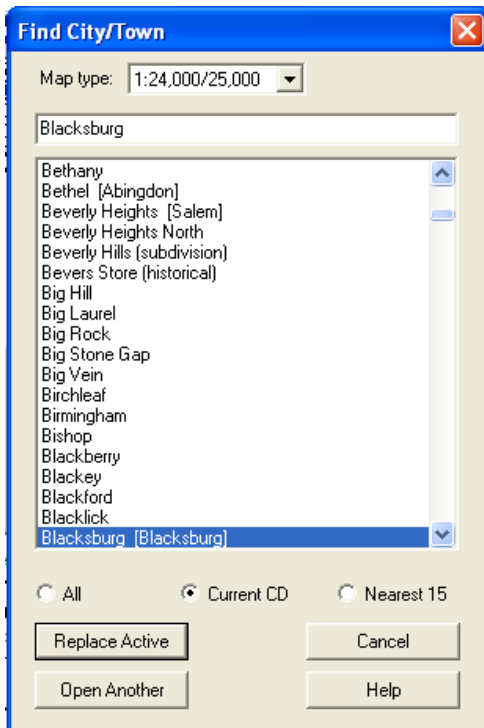 Find City/Town
Map type: 1:24,000/25,000
Blacksburg
Bethany
Bethel [Abingdon]
Beverly Heights [Salem]
Beverly Heights North
Beverly Hills (subdivision)
Bevers Store (historical)
Big Hill
Big Laurel
Big Rock
Big Stone Gap
Big Vein
Birchleaf
Birmingham
Bishop
Blackberry
Blackey
Blackford
Blacklick
Blacksburg [Blacksburg]
All Current CD Nearest 15
Replace Active Cancel
Open Another Help